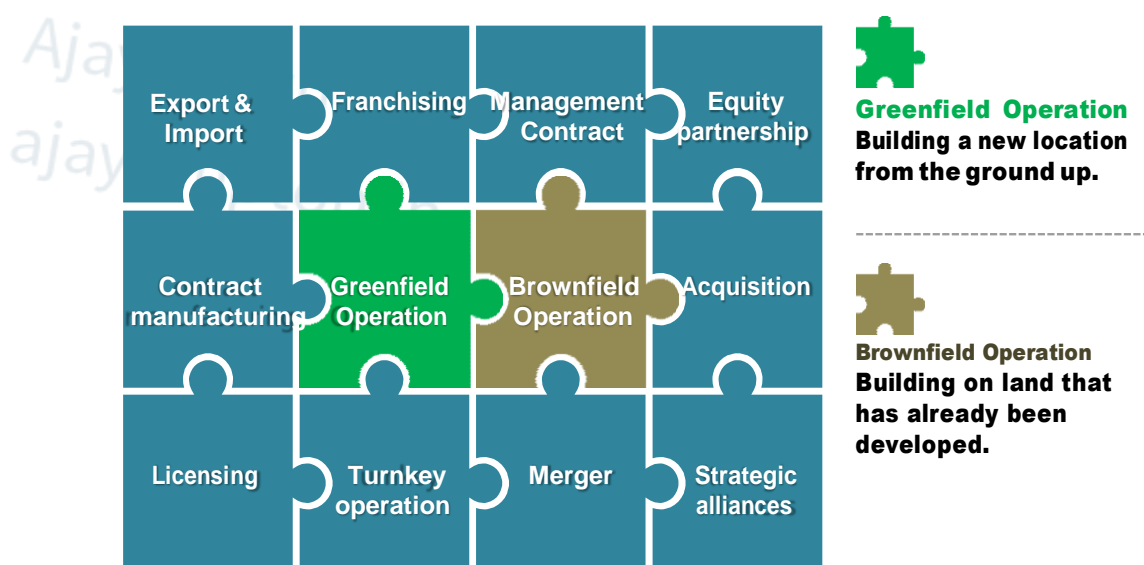 Export &
Import
Franchising
Management
Contract
Equity
partnership
Contract
manufacturing
Greenfield
Operation
Brownfield
Operation
Acquisition
Licensing
Turnkey
operation
Merger
Strategic
alliances
Greenfield Operation
Building a new location
from the ground up.
Brownfield Operation
Building on land that
has already been
developed.